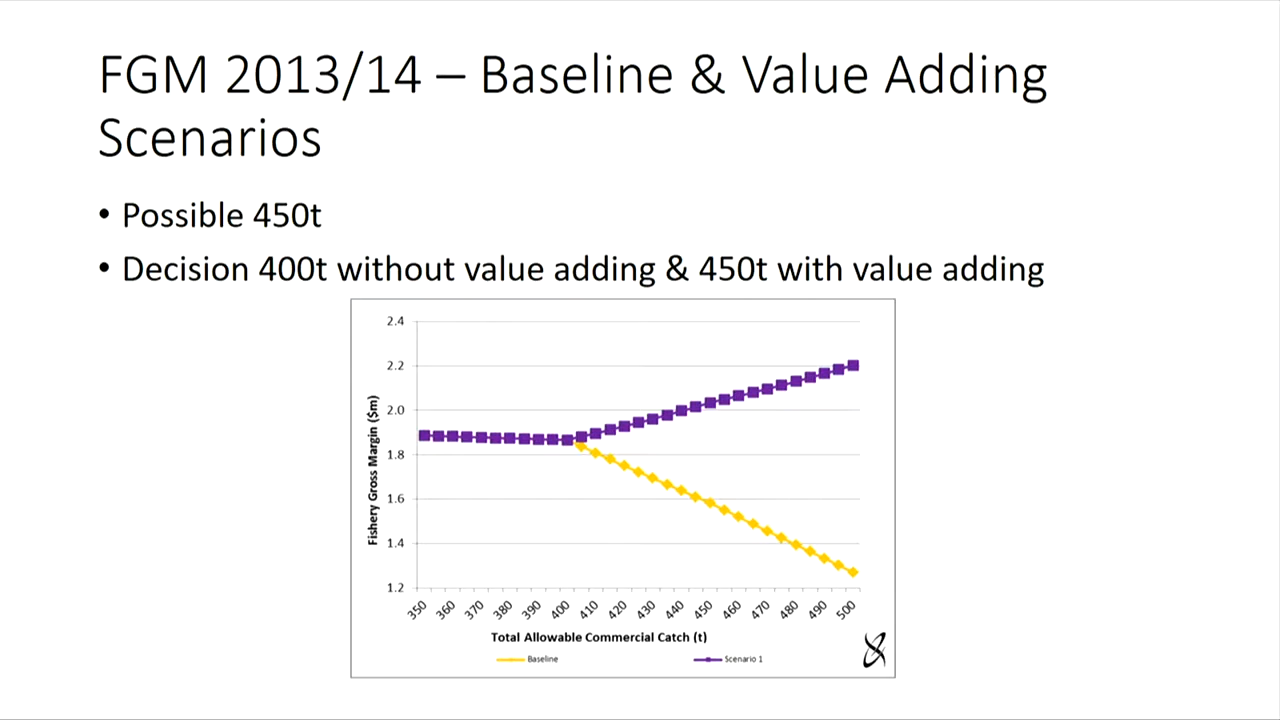 FGM 2013/14 – Baseline & Value Adding
Scenarios
• Possible 450t
• Decision 400t without value adding & 450t with value adding
2.4
2.2
2.0
1.8
1.6
1.4
1.2
Fishery Gross Margin ($m)
350 360 370 380 390 400 410 420 430 440 450 460 470 480 490 500
Total Allowable Commercial Catch (t)
Baseline Scenario 1